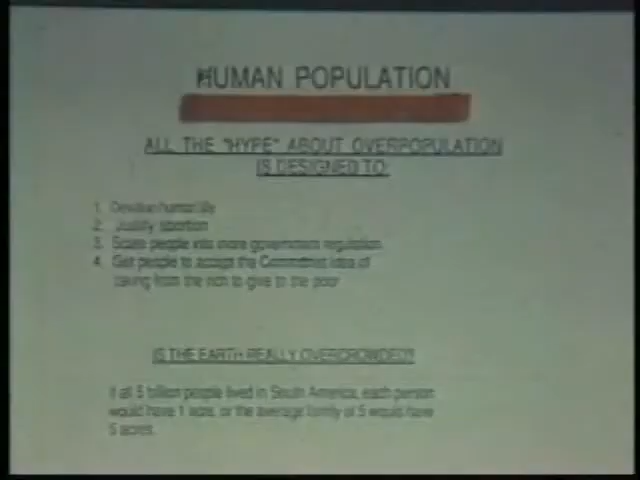 HUMAN POPULATION
ALL THE "HYPE" ABOUT OVERPOPULATION
IS DESIGNED TO:
1. Devalue human life
2. Justify abortion
3. Scare people into more government regulation
4. Get people to accept the Communist idea of
taking from the rich to give to the poor
IS THE EARTH REALLY OVERCROWDED?
If all 5 billion people lived in South America, each person
would have 1 acre, or the average family of 5 would have
5 acres.